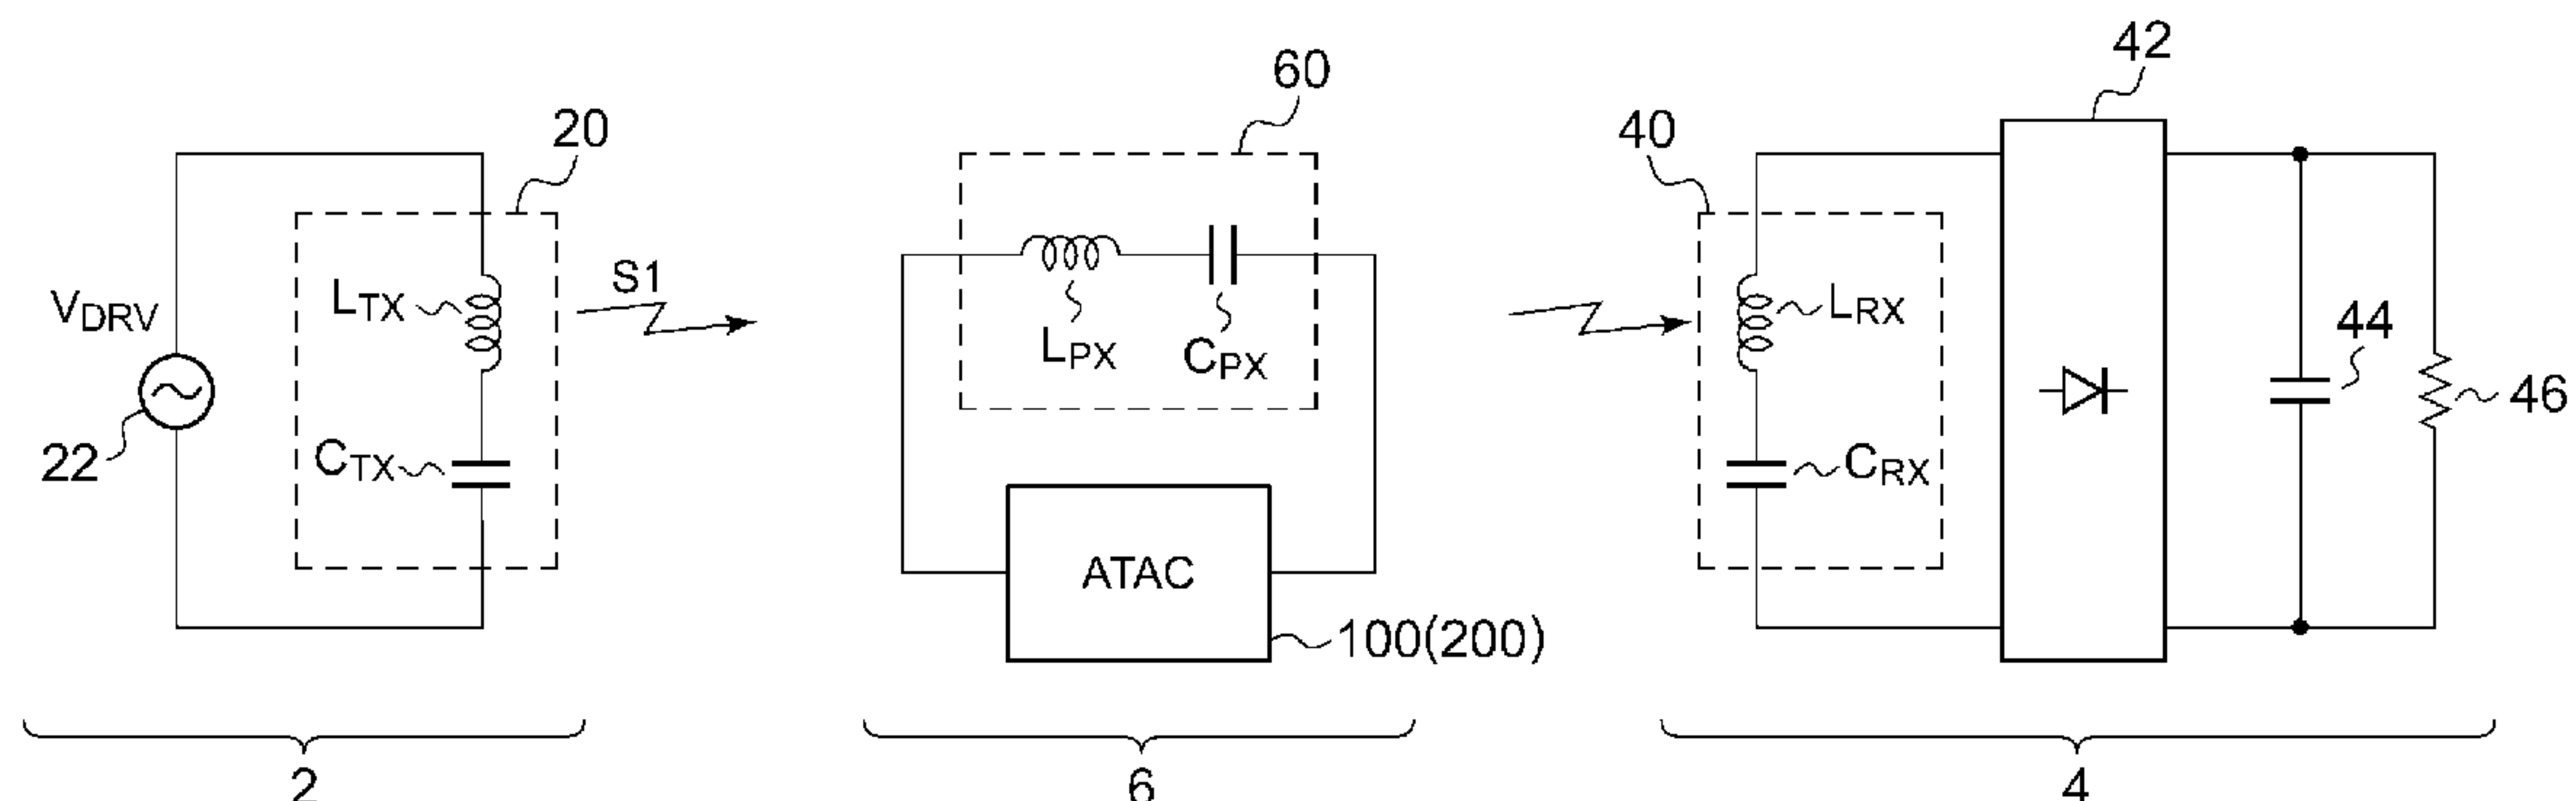 42
60
20
40
S1
VDRV
LTX
LRX
44
LPX
CPX
46
22
CTX
CRX
ATAC
100(200)
2
6
4